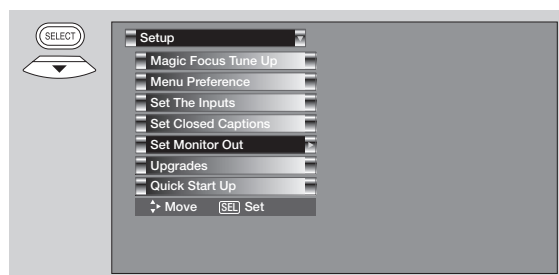 SELECT
Setup
Magic Focus Tune Up
Menu Preference
Set The Inputs
Set Closed Captions
Set Monitor Out
Upgrades
Quick Start Up
Move SEL Set